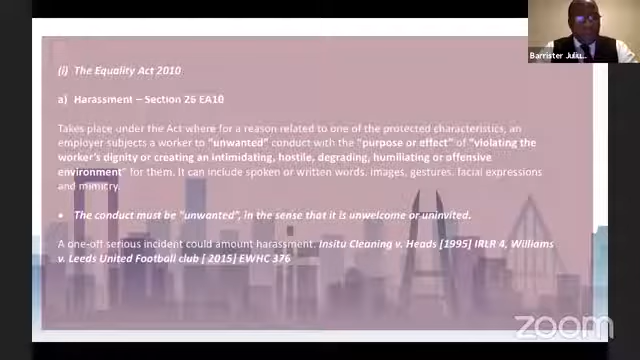 Barrister Juliu...
(i) The Equality Act 2010
a) Harassment – Section 26 EA10
Takes place under the Act where for a reason related to one of the protected characteristics, an
employer subjects a worker to "unwanted" conduct with the "purpose or effect" of "violating the
worker's dignity or creating an intimidating, hostile, degrading, humiliating or offensive
environment" for them. It can include spoken or written words, images, gestures, facial expressions
and mimicry.
• The conduct must be "unwanted", in the sense that it is unwelcome or uninvited.
A one-off serious incident could amount harassment. Insitu Cleaning v. Heads [1995] IRLR 4, Williams
v. Leeds United Football club [ 2015] EWHC 376
zoom